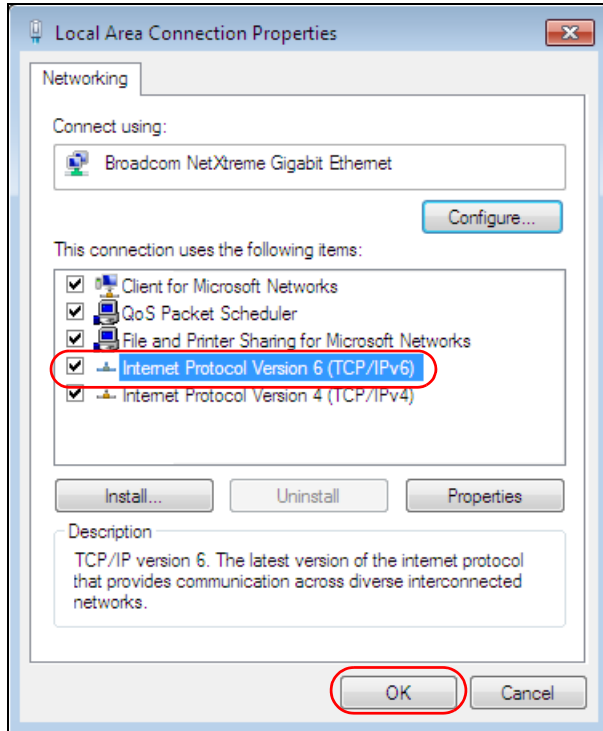 Local Area Connection Properties
Networking
Connect using:
Broadcom NetXtreme Gigabit Ethernet
Configure...
This connection uses the following items:
Client for Microsoft Networks
QoS Packet Scheduler
File and Printer Sharing for Microsoft Networks
Internet Protocol Version 6 (TCP/IPv6)
Internet Protocol Version 4 (TCP/IPv4)
Install...
Uninstall
Properties
Description
TCP/IP version 6. The latest version of the internet protocol
that provides communication across diverse interconnected
networks.
OK
Cancel